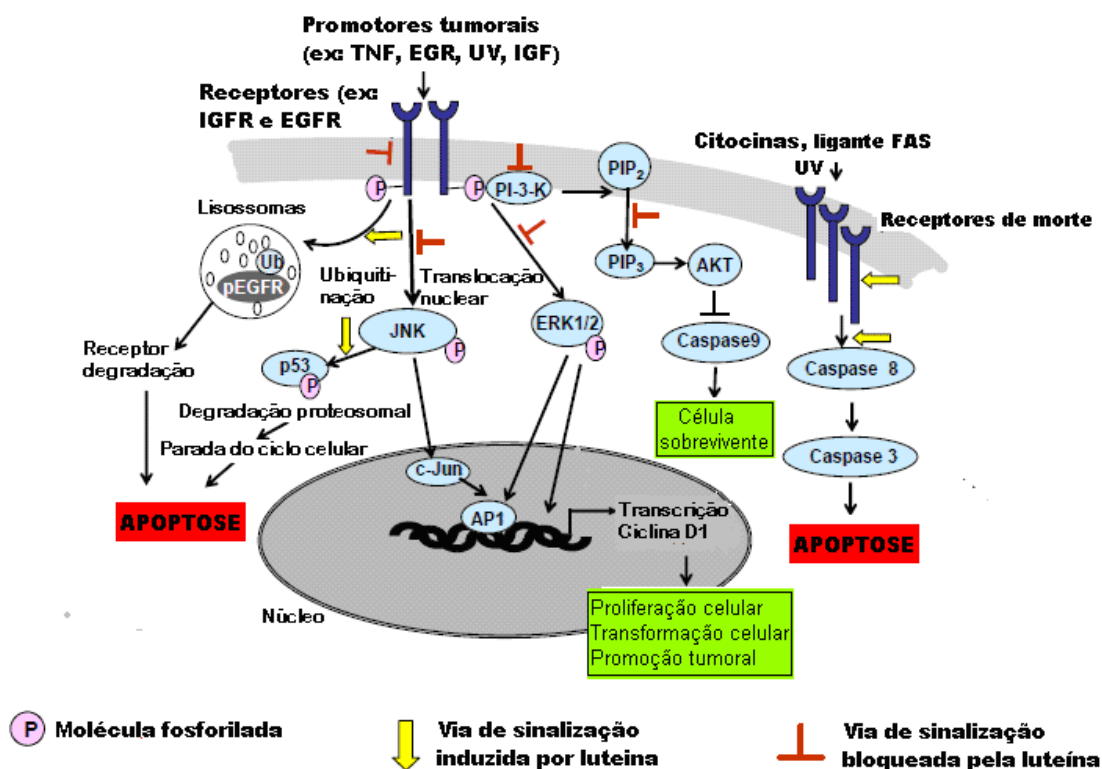 Promotores tumorais
(ex: TNF, EGR, UV, IGF)
Receptores (ex:
IGFR e EGFR
Citocinas, ligante FAS
UV
Receptores de morte
P
P
PI-3-K
PIP2
PIP3
AKT
Lisossomas
Ub
pEGFR
Ubiquiti-
nação
Translocação
nuclear
JNK
P
ERK1/2
P
Caspase9
Caspase 8
Receptor
degradação
p53
P
Degradação proteosomal
Parada do ciclo celular
Célula
sobrevivente
Caspase 3
c-Jun
AP1
Transcrição
Ciclina D1
APOPTOSE
APOPTOSE
Núcleo
Proliferação celular
Transformação celular
Promoção tumoral
P
Molécula fosforilada
Via de sinalização
induzida por luteina
Via de sinalização
bloqueada pela luteína